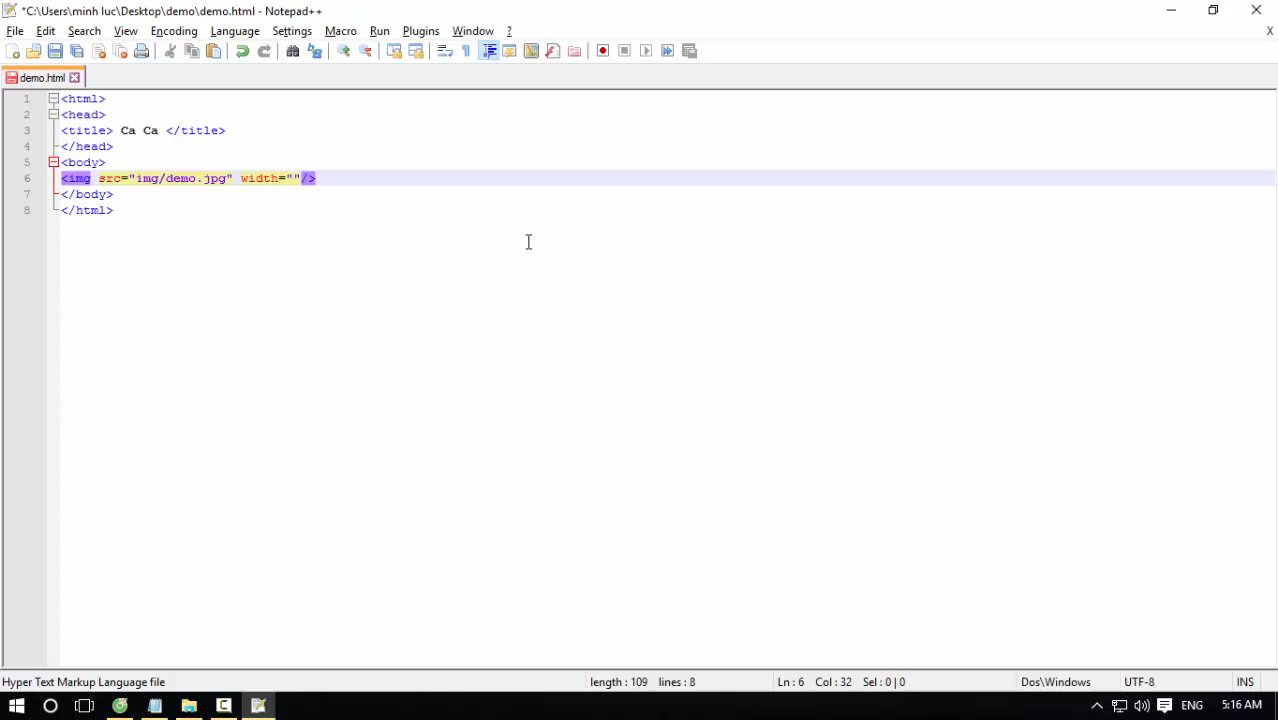 *C:\Users\minh luc\Desktop\demo\demo.html - Notepad++
File Edit Search View Encoding Language Settings Macro Run Plugins Window ? X
demo.html
1 <html>
2 <head>
3 <title> Ca Ca </title>
4 </head>
5 <body>
6 <img src="img/demo.jpg" width=""/>
7 </body>
8 </html>
Hyper Text Markup Language file length : 109 lines : 8 Ln : 6 Col : 32 Sel : 0 | 0 Dos\Windows UTF-8 INS
ENG 5:16 AM